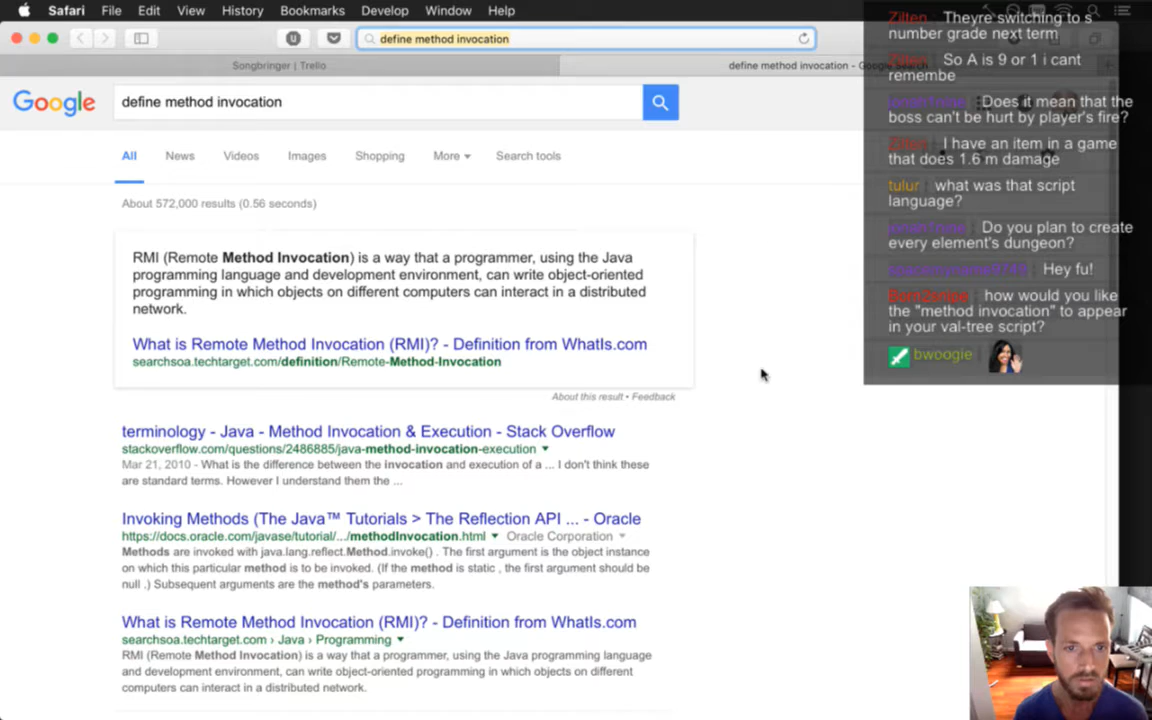 Safari File Edit View History Bookmarks Develop Window Help
define method invocation
Songbringer | Trello
define method invocation - Google Search
Google
define method invocation
All News Videos Images Shopping More Search tools
About 572,000 results (0.56 seconds)
RMI (Remote Method Invocation) is a way that a programmer, using the Java
programming language and development environment, can write object-oriented
programming in which objects on different computers can interact in a distributed
network.
What is Remote Method Invocation (RMI)? - Definition from WhatIs.com
searchsoa.techtarget.com/definition/Remote-Method-Invocation
About this result • Feedback
terminology - Java - Method Invocation & Execution - Stack Overflow
stackoverflow.com/questions/2486885/java-method-invocation-execution
Mar 21, 2010 - What is the difference between the invocation and execution of a ... I don't think these
are standard terms. However I understand them the ...
Invoking Methods (The Java™ Tutorials > The Reflection API ... - Oracle
https://docs.oracle.com/javase/tutorial/.../methodInvocation.html Oracle Corporation
Methods are invoked with java.lang.reflect.Method.invoke() . The first argument is the object instance
on which this particular method is to be invoked. (If the method is static , the first argument should be
null .) Subsequent arguments are the method's parameters.
What is Remote Method Invocation (RMI)? - Definition from WhatIs.com
searchsoa.techtarget.com › Java › Programming
RMI (Remote Method Invocation) is a way that a programmer, using the Java programming language
and development environment, can write object-oriented programming in which objects on different
computers can interact in a distributed network.
Zilten Theyre switching to s
number grade next term
Zilten So A is 9 or 1 i cant
remembe
Does it mean that the
boss can't be hurt by player's fire?
Zilten I have an item in a game
that does 1.6 m damage
tulur what was that script
language?
Do you plan to create
every element's dungeon?
Hey fu!
Bom2snipe how would you like
the "method invocation" to appear
in your val-tree script?
bwoogie